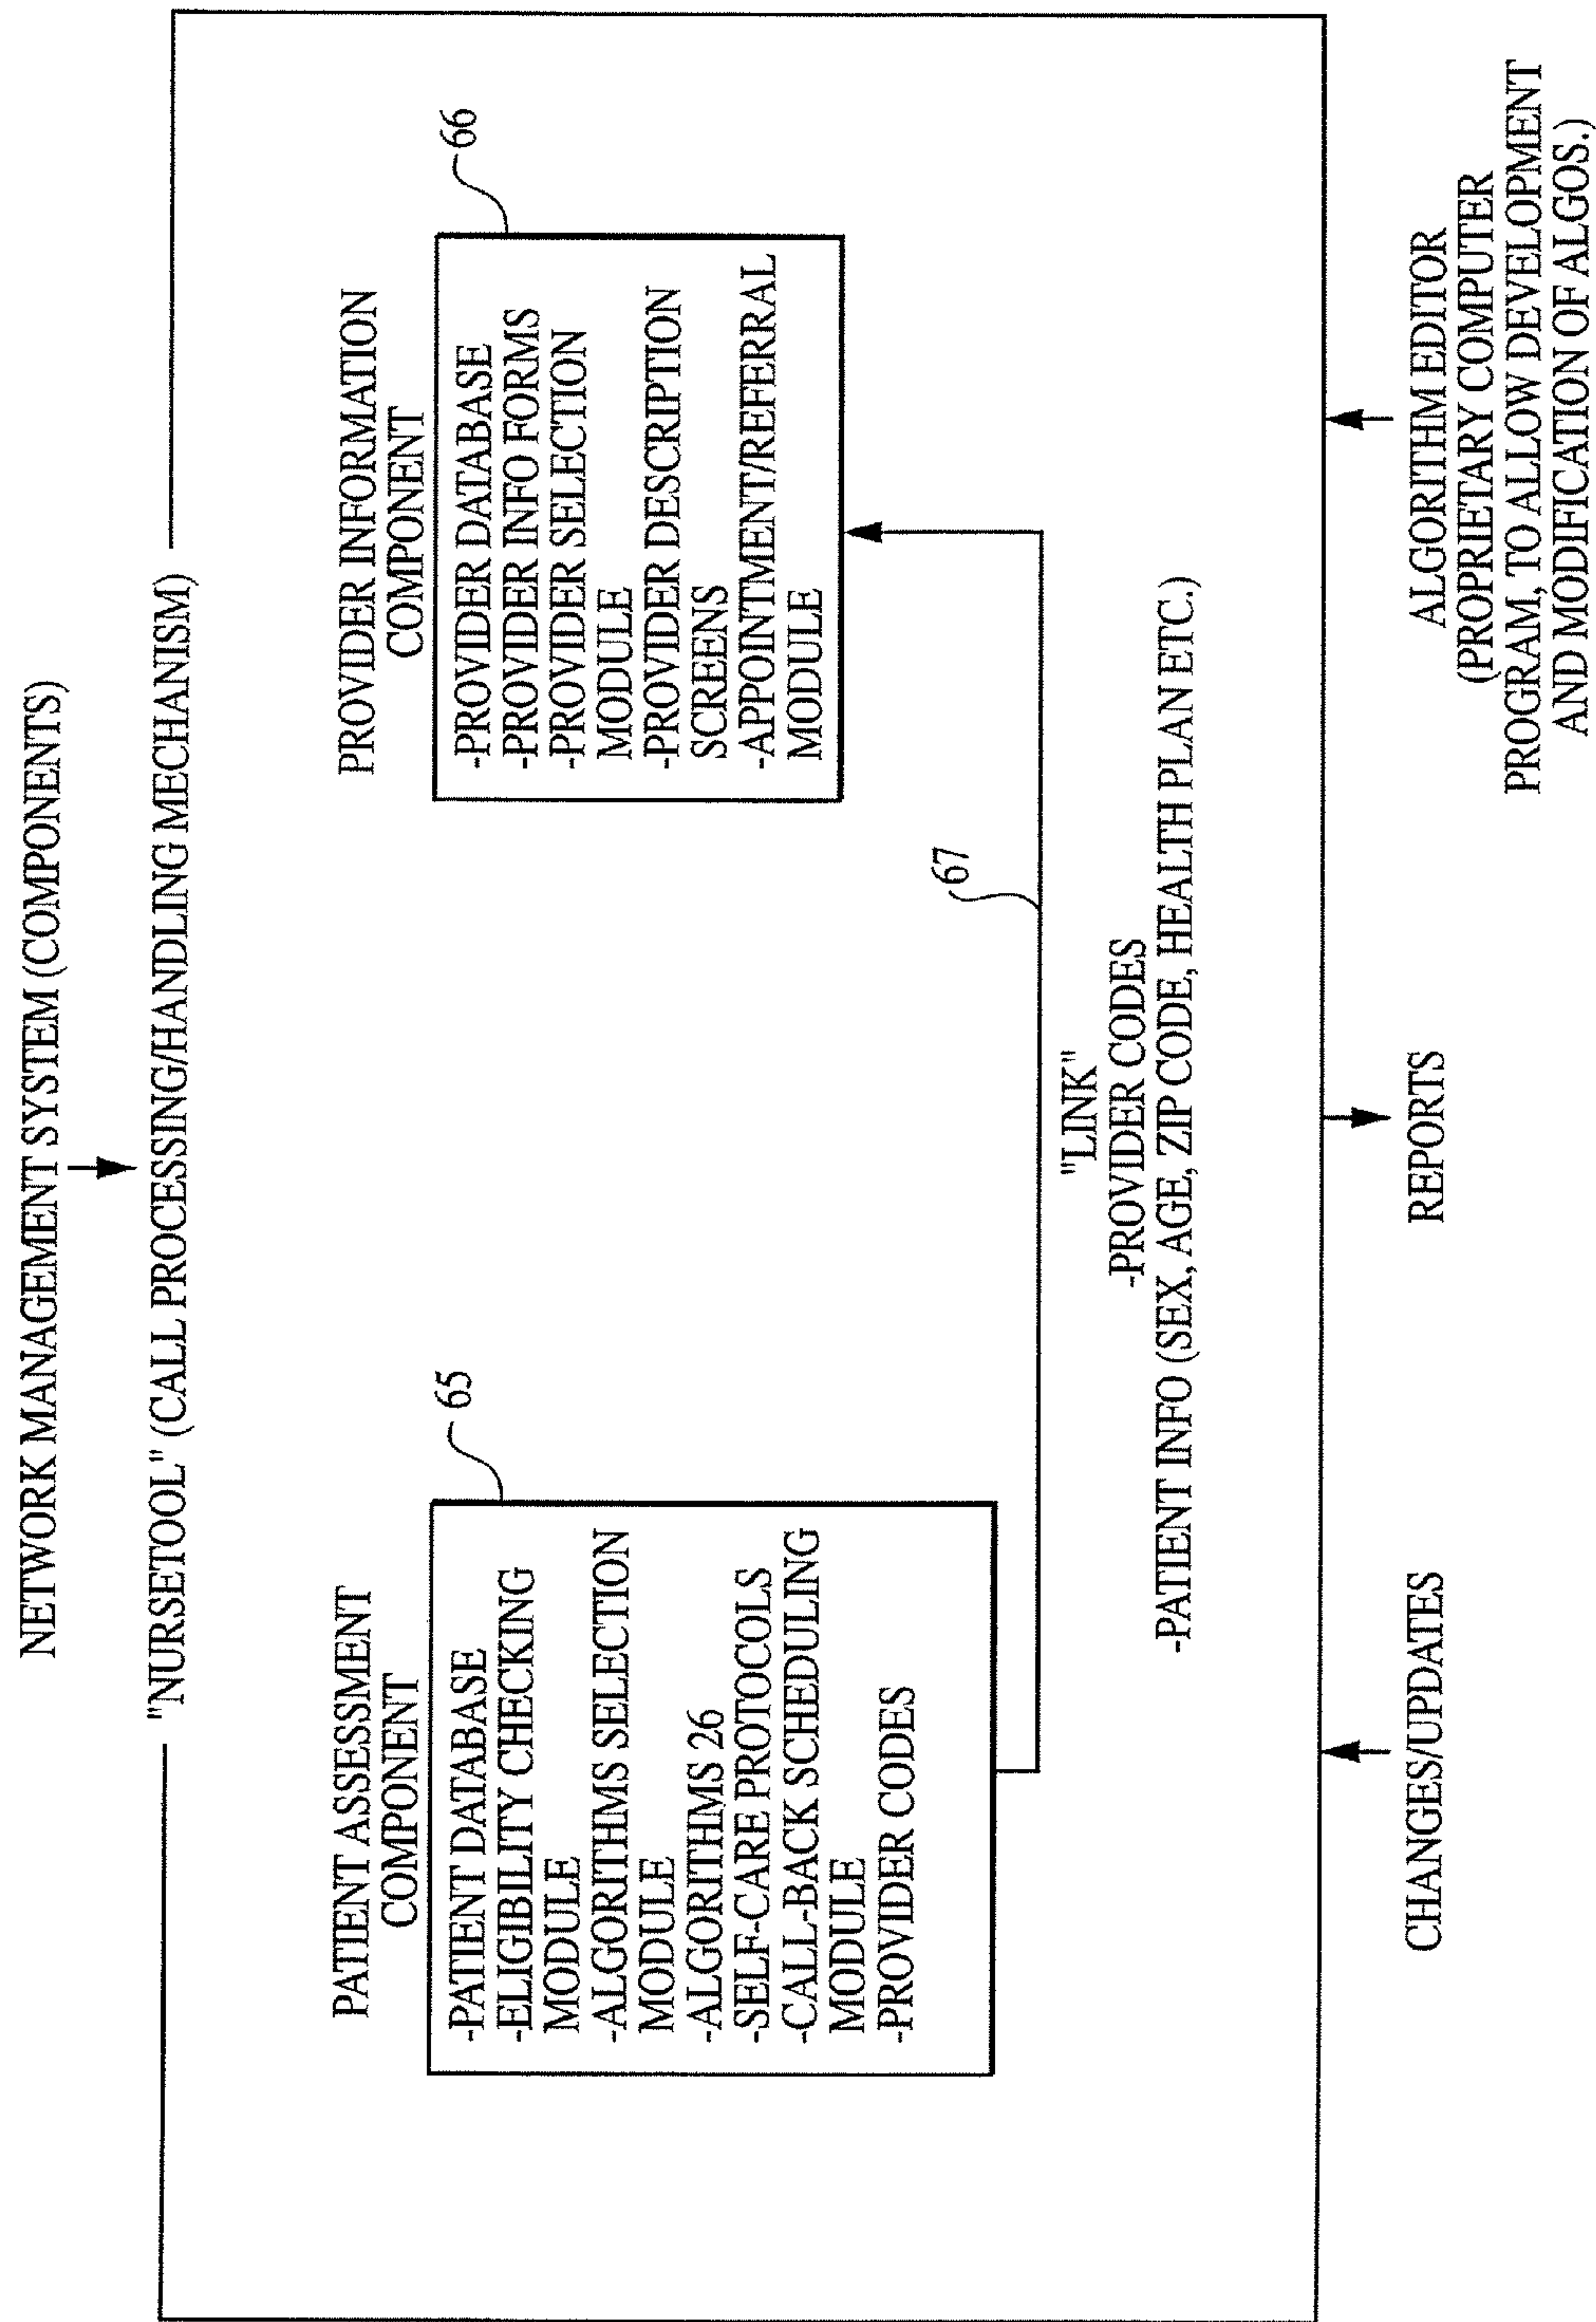 NETWORK MANAGEMENT SYSTEM (COMPONENTS)
"NURSETOOL" (CALL PROCESSING/HANDLING MECHANISM)
PATIENT ASSESSMENT
COMPONENT
65
-PATIENT DATABASE
-ELIGIBILITY CHECKING
MODULE
-ALGORITHMS SELECTION
MODULE
-ALGORITHMS 26
-SELF-CARE PROTOCOLS
-CALL-BACK SCHEDULING
MODULE
-PROVIDER CODES
PROVIDER INFORMATION
COMPONENT
66
-PROVIDER DATABASE
-PROVIDER INFO FORMS
-PROVIDER SELECTION
MODULE
-PROVIDER DESCRIPTION
SCREENS
-APPOINTMENT/REFERRAL
MODULE
67
"LINK"
-PROVIDER CODES
-PATIENT INFO (SEX, AGE, ZIP CODE, HEALTH PLAN ETC.)
CHANGES/UPDATES
REPORTS
ALGORITHM EDITOR
(PROPRIETARY COMPUTER
PROGRAM, TO ALLOW DEVELOPMENT
AND MODIFICATION OF ALGOS.)